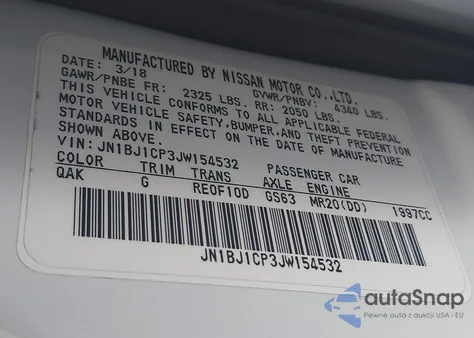 MANUFACTURED BY NISSAN MOTOR CO.,LTD.
DATE: 3/18 GVWR/PNBV: 4340 LBS.
GAWR/PNBE FR: 2325 LBS. RR: 2050 LBS.
THIS VEHICLE CONFORMS TO ALL APPLICABLE FEDERAL
MOTOR VEHICLE SAFETY,BUMPER,AND THEFT PREVENTION
STANDARDS IN EFFECT ON THE DATE OF MANUFACTURE
SHOWN ABOVE.
VIN: JN1BJ1CP3JW154532 PASSENGER CAR
COLOR TRIM TRANS AXLE ENGINE
QAK G RE0F10D GS63 MR20(DD) 1997CC
JN1BJ1CP3JW154532
autaSnap
Pewne auta z aukcji USA i EU